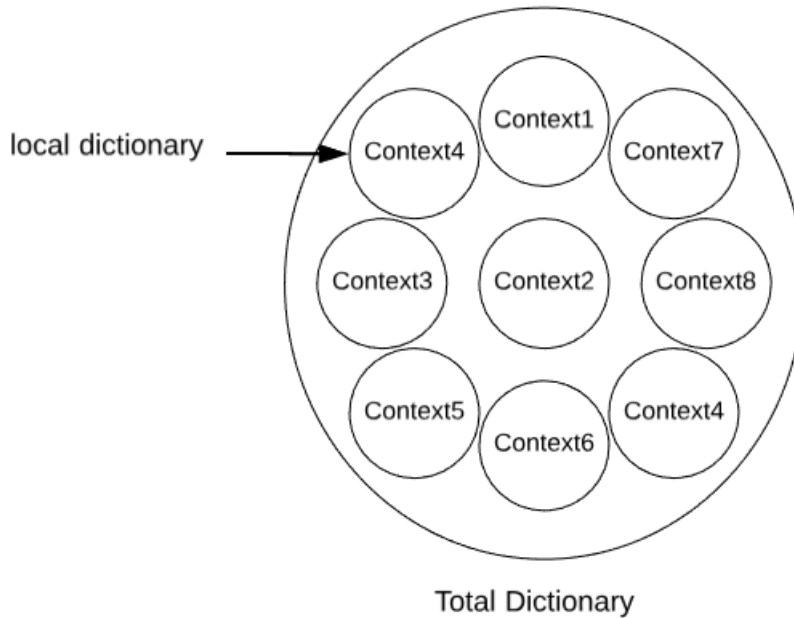 Context1
local dictionary
Context4
Context7
Context3
Context2
Context8
Context5
Context6
Context4
Total Dictionary